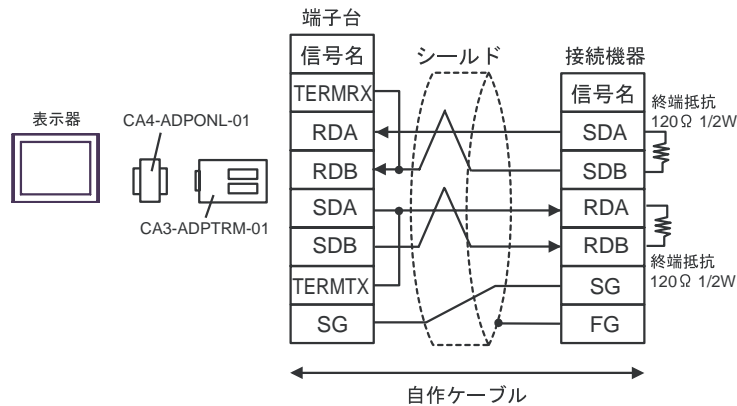 端子台
信号名
シールド
接続機器
TERMRX
信号名
終端抵抗
120Ω 1/2W
表示器
CA4-ADPONL-01
RDA
SDA
RDB
SDB
SDA
RDA
CA3-ADPTRM-01
SDB
RDB
終端抵抗
120Ω 1/2W
TERMTX
SG
SG
FG
自作ケーブル